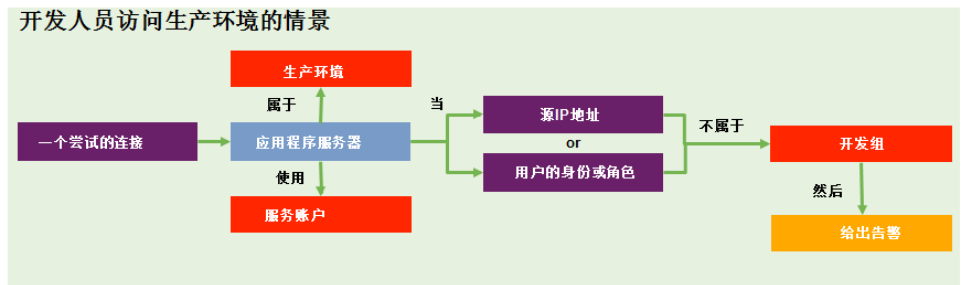 开发人员访问生产环境的情景
生产环境
属于
一个尝试的连接
应用程序服务器
使用
服务账户
当
源IP地址
or
用户的身份或角色
不属于
开发组
然后
给出告警